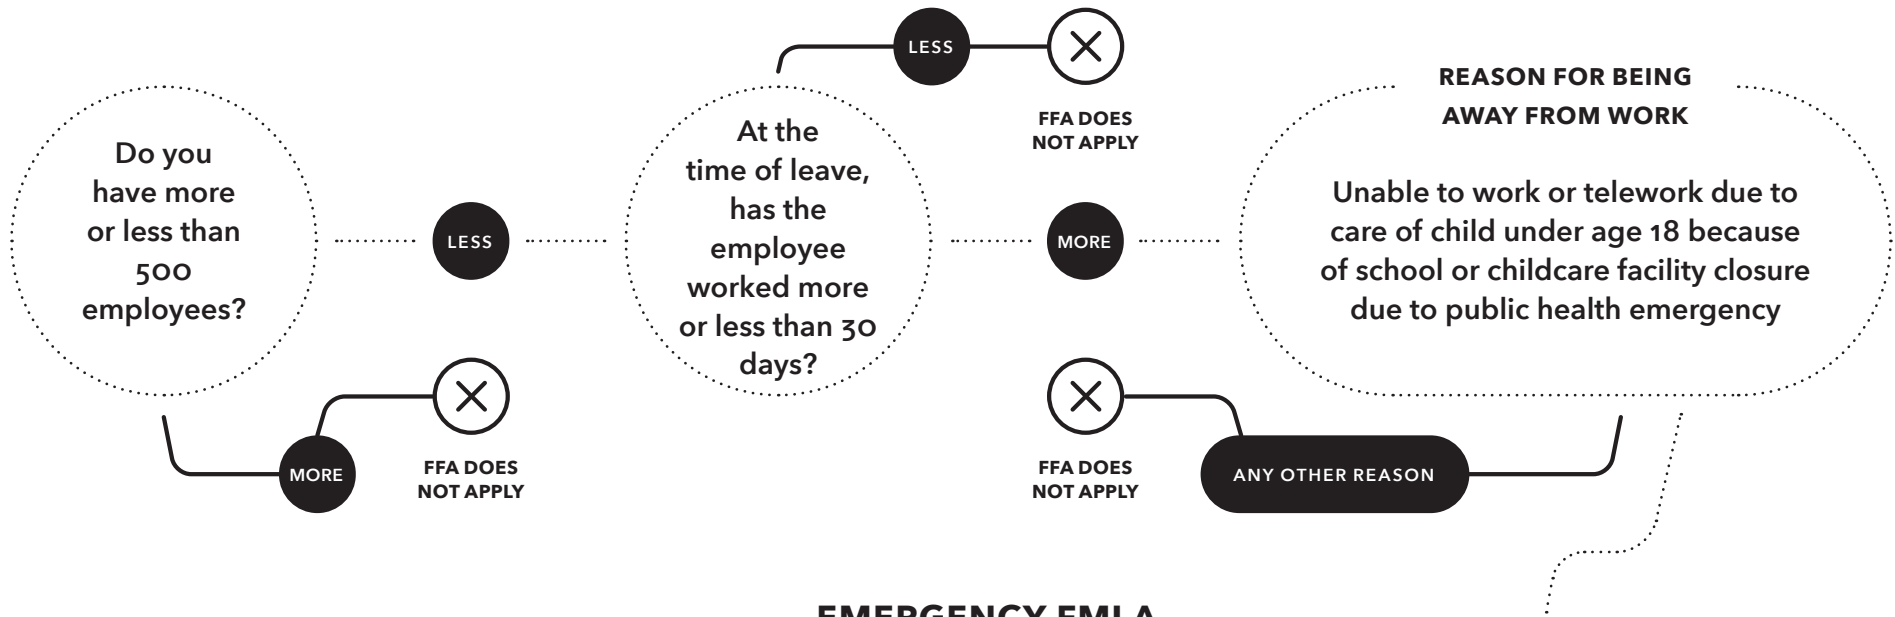 Do you
have more
or less than
500
employees?
MORE
FFA DOES
NOT APPLY
LESS
At the
time of leave,
has the
employee
worked more
or less than 30
days?
LESS
FFA DOES
NOT APPLY
MORE
REASON FOR BEING
AWAY FROM WORK
Unable to work or telework due to
care of child under age 18 because
of school or childcare facility closure
due to public health emergency
ANY OTHER REASON
FFA DOES
NOT APPLY
EMERGENCY FMLA